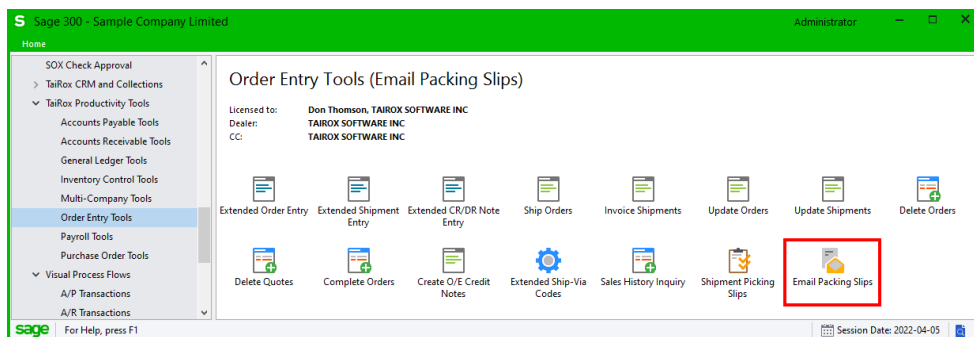 S Sage 300 - Sample Company Limited
Administrator
Home
SOX Check Approval
TaiRox CRM and Collections
TaiRox Productivity Tools
Accounts Payable Tools
Accounts Receivable Tools
General Ledger Tools
Inventory Control Tools
Multi-Company Tools
Order Entry Tools
Payroll Tools
Purchase Order Tools
Visual Process Flows
A/P Transactions
A/R Transactions
Order Entry Tools (Email Packing Slips)
Licensed to: Don Thomson, TAIROX SOFTWARE INC
Dealer: TAIROX SOFTWARE INC
CC: TAIROX SOFTWARE INC
Extended Order Entry
Extended Shipment
Entry
Extended CR/DR Note
Entry
Ship Orders
Invoice Shipments
Update Orders
Update Shipments
Delete Orders
Delete Quotes
Complete Orders
Create O/E Credit
Notes
Extended Ship-Via
Codes
Sales History Inquiry
Shipment Picking
Slips
Email Packing Slips
sage For Help, press F1
Session Date: 2022-04-05